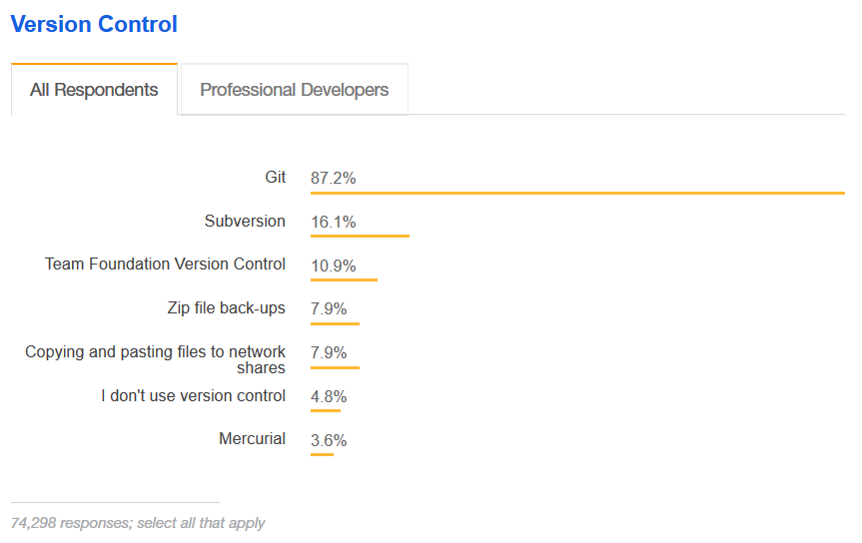 Version Control
All Respondents Professional Developers
Git 87.2%
Subversion 16.1%
Team Foundation Version Control 10.9%
Zip file back-ups 7.9%
Copying and pasting files to network 7.9%
shares
I don't use version control 4.8%
Mercurial 3.6%
74,298 responses; select all that apply